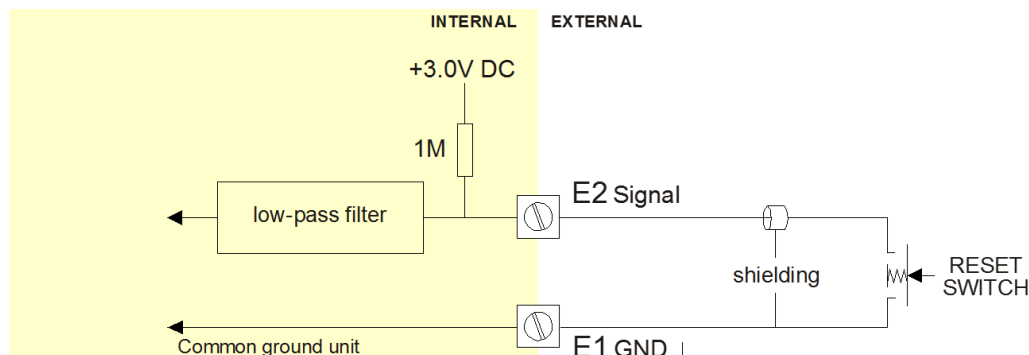 INTERNAL EXTERNAL
+3.0V DC
1M
E2 Signal
low-pass filter
shielding
RESET
SWITCH
E1 GND
Common ground unit